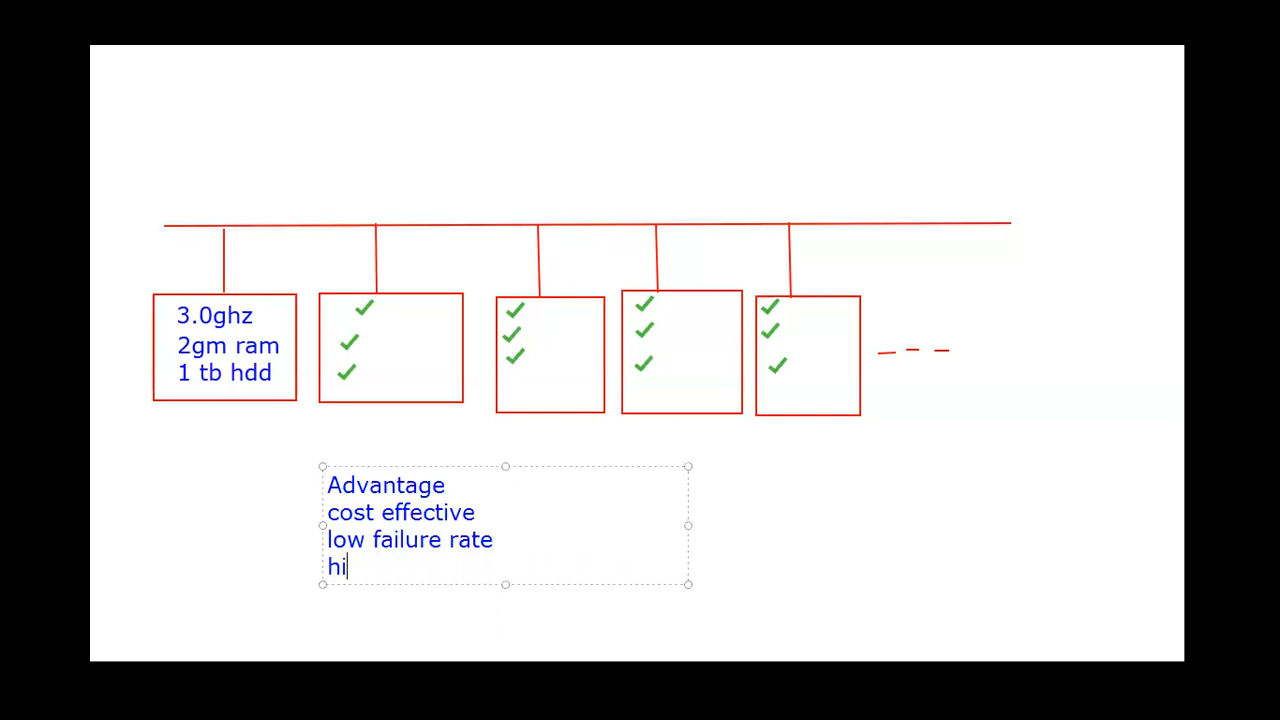 3.0ghz
2gm ram
1 tb hdd
Advantage
cost effective
low failure rate
hi